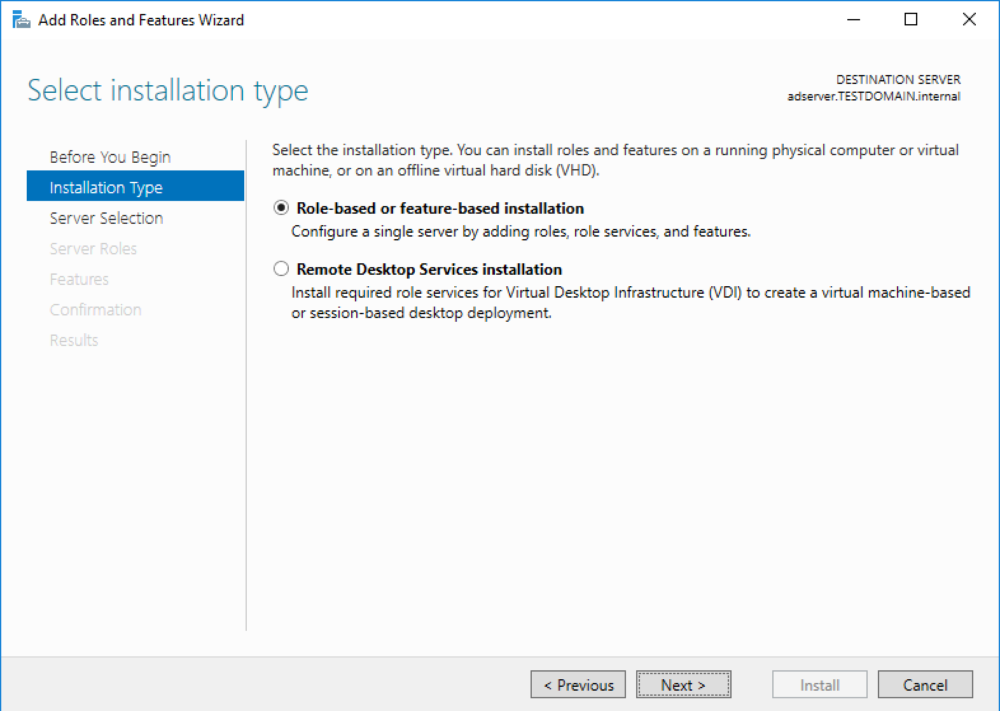 Add Roles and Features Wizard
Select installation type
DESTINATION SERVER
adserver.TESTDOMAIN.internal
Before You Begin
Installation Type
Server Selection
Server Roles
Features
Confirmation
Results
Select the installation type. You can install roles and features on a running physical computer or virtual
machine, or on an offline virtual hard disk (VHD).
Role-based or feature-based installation
Configure a single server by adding roles, role services, and features.
Remote Desktop Services installation
Install required role services for Virtual Desktop Infrastructure (VDI) to create a virtual machine-based
or session-based desktop deployment.
< Previous
Next >
Install
Cancel